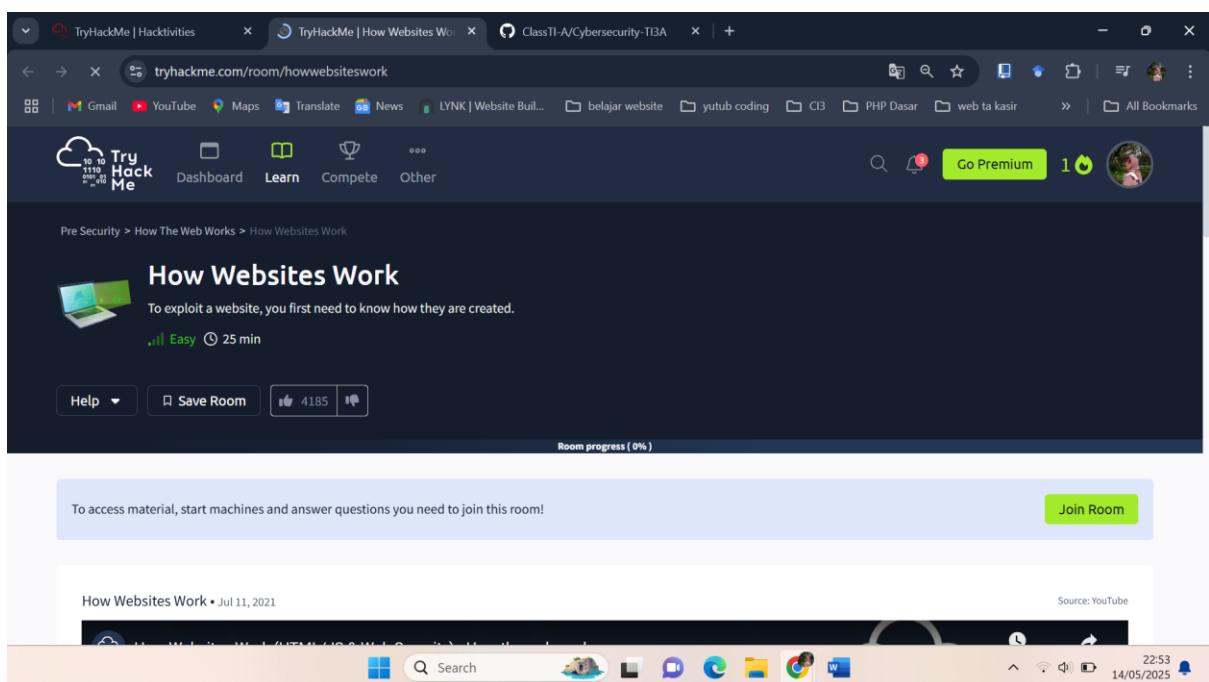 TryHackMe | Hacktivities
TryHackMe | How Websites Wo
ClassTI-A/Cybersecurity-TI3A
tryhackme.com/room/howwebsiteswork
Gmail YouTube Maps Translate News LYNK | Website Buil... belajar website yutub coding CI3 PHP Dasar web ta kasir » All Bookmarks
Try
Hack
Me
Dashboard Learn Compete Other
3
Go Premium
1
Pre Security > How The Web Works > How Websites Work
How Websites Work
To exploit a website, you first need to know how they are created.
Easy 25 min
Help Save Room 4185
Room progress ( 0% )
To access material, start machines and answer questions you need to join this room!
Join Room
How Websites Work • Jul 11, 2021
Source: YouTube
Search
22:53
14/05/2025